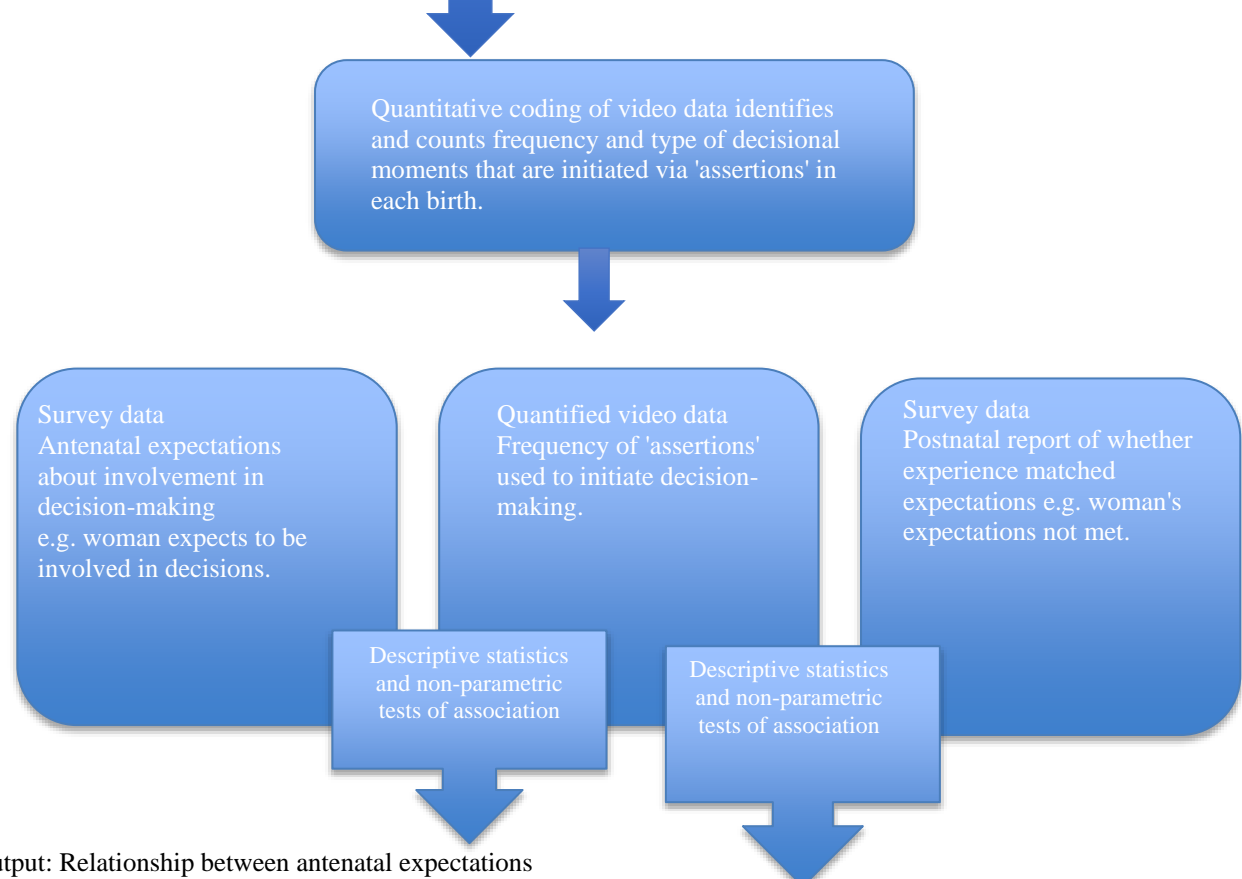 Quantitative coding of video data identifies
and counts frequency and type of decisional
moments that are initiated via 'assertions' in
each birth.
Survey data
Antenatal expectations
about involvement in
decision-making
e.g. woman expects to be
involved in decisions.
Quantified video data
Frequency of 'assertions'
used to initiate decision-
making.
Survey data
Postnatal report of whether
experience matched
expectations e.g. woman's
expectations not met.
Descriptive statistics
and non-parametric
tests of association
Descriptive statistics
and non-parametric
tests of association
utput: Relationship between antenatal expectations